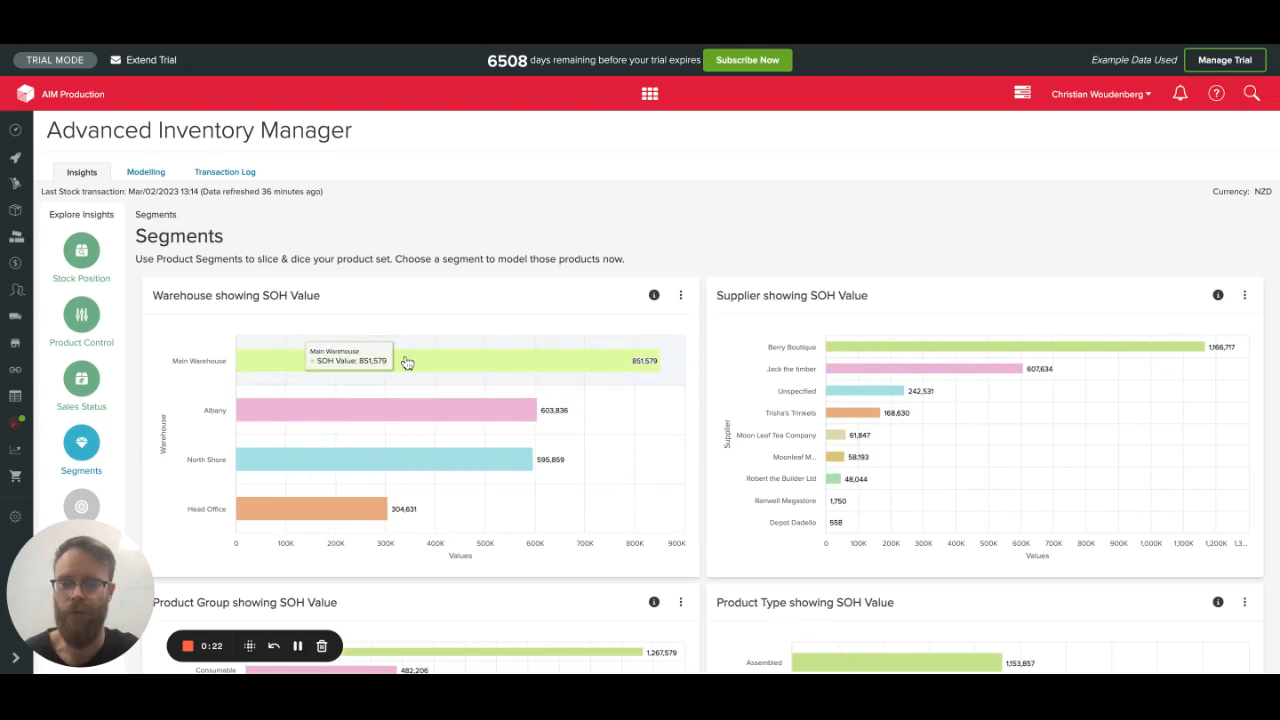 TRIAL MODE
Extend Trial
6508 days remaining before your trial expires
Subscribe Now
Example Data Used
Manage Trial
AIM Production
Christian Woudenberg
Advanced Inventory Manager
Insights
Modelling
Transaction Log
Last Stock transaction: Mar/02/2023 13:14 (Data refreshed 36 minutes ago)
Currency: NZD
Explore Insights
Stock Position
Product Control
Sales Status
Segments
Segments
Segments
Use Product Segments to slice & dice your product set. Choose a segment to model those products now.
Warehouse showing SOH Value
Warehouse
Main Warehouse
851,579
Main Warehouse
SOH Value: 851,579
Albany
603,836
North Shore
595,859
Head Office
304,631
0 100K 200K 300K 400K 500K 600K 700K 800K 900K
Values
Supplier showing SOH Value
Supplier
Berry Boutique 1,166,717
Jack the timber 607,634
Unspecified 242,531
Trisha's Trinkets 168,630
Moon Leaf Tea Company 61,847
Moonleaf M... 58,193
Robert the Builder Ltd 48,044
Ranwell Megastore 1,750
Depot Dadello 558
0 100K 200K 300K 400K 500K 600K 700K 800K 900K 1,000K 1,100K 1,200K 1,3...
Values
Product Group showing SOH Value
1,267,579
Consumable 482,206
Product Type showing SOH Value
Assembled 1,153,857
0:22